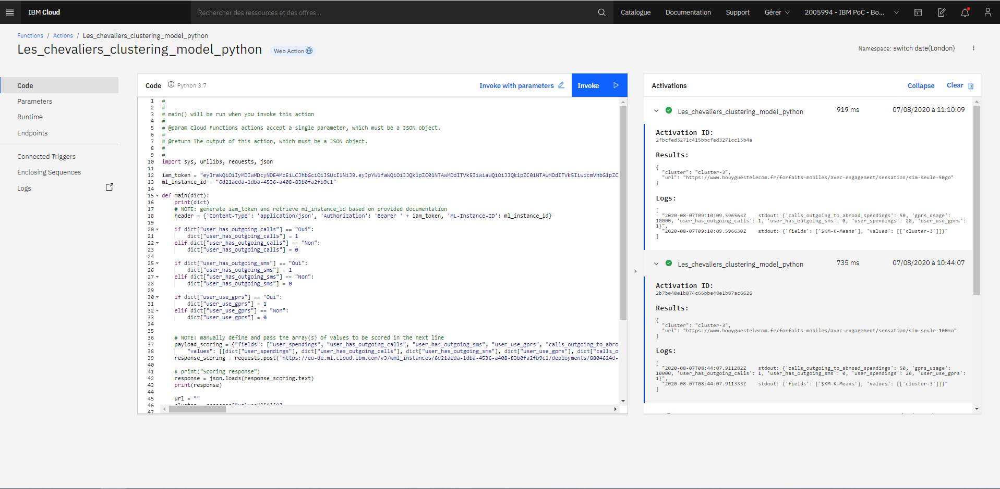 IBM Cloud
Rechercher des ressources et des offres...
Catalogue
Documentation
Support
Gérer
2005994 - IBM PoC - Bo...
Functions / Actions / Les_chevaliers_clustering_model_python
Les_chevaliers_clustering_model_python
Web Action
Namespace: switch date(London)
Code
Parameters
Runtime
Endpoints
Connected Triggers
Enclosing Sequences
Logs
Code Python 3.7
Invoke with parameters
Invoke
1 #
2 #
3 # main() will be run when you invoke this action
4 #
5 # @param Cloud Functions actions accept a single parameter, which must be a JSON object.
6 #
7 # @return The output of this action, which must be a JSON object.
8 #
9 #
10 import sys, urllib3, requests, json
11
12 iam_token =
13 ml_instance_id = "6d21aeda-1dba-4536-a408-83b0fa2fb9c1"
14
15 def main(dict):
16 print(dict)
17 # NOTE: generate iam_token and retrieve ml_instance_id based on provided documentation
18 header = {'Content-Type': 'application/json', 'Authorization': 'Bearer ' + iam_token, 'ML-Instance-ID': ml_instance_id}
19
20 if dict["user_has_outgoing_calls"] == "Oui":
21 dict["user_has_outgoing_calls"] = 1
22 elif dict["user_has_outgoing_calls"] == "Non":
23 dict["user_has_outgoing_calls"] = 0
24
25 if dict["user_has_outgoing_sms"] == "Oui":
26 dict["user_has_outgoing_sms"] = 1
27 elif dict["user_has_outgoing_sms"] == "Non":
28 dict["user_has_outgoing_sms"] = 0
29
30 if dict["user_use_gprs"] == "Oui":
31 dict["user_use_gprs"] = 1
32 elif dict["user_use_gprs"] == "Non":
33 dict["user_use_gprs"] = 0
34
35
36 # NOTE: manually define and pass the array(s) of values to be scored in the next line
37 payload_scoring = {"fields": ["user_spendings", "user_has_outgoing_calls", "user_has_outgoing_sms", "user_use_gprs", "calls_outgoing_to_abro
38 "values": [[dict["user_spendings"], dict["user_has_outgoing_calls"], dict["user_has_outgoing_sms"], dict["user_use_gprs"], dict["calls_o
39 response_scoring = requests.post('https://eu-de.ml.cloud.ibm.com/v3/wml_instances/6d21aeda-1dba-4536-a408-83b0fa2fb9c1/deployments/8804624d-
40
41 # print("Scoring response")
42 response = json.loads(response_scoring.text)
43 print(response)
44
45 url = ""
46 cluster = response["values"][0][0]
47
Activations
Collapse
Clear
Les_chevaliers_clustering_model_python 919 ms 07/08/2020 à 11:10:09
Activation ID:
2fbcfed3271c415bbcfed3271cc15b4a
Results:
{
"cluster": "cluster-3",
"url": "https://www.bouyguestelecom.fr/forfaits-mobiles/avec-engagement/sensation/sim-seule-50go"
}
Logs:
[
"2020-08-07T09:10:09.596563Z stdout: {'calls_outgoing_to_abroad_spendings': 50, 'gprs_usage':
10000, 'user_has_outgoing_calls': 1, 'user_has_outgoing_sms': 0, 'user_spendings': 20, 'user_use_gprs':
1}",
"2020-08-07T09:10:09.596630Z stdout: {'fields': ['$KM-K-Means'], 'values': [['cluster-3']]}"
]
Les_chevaliers_clustering_model_python 735 ms 07/08/2020 à 10:44:07
Activation ID:
2b7be48e1b874c66bbe48e1b87ac6626
Results:
{
"cluster": "cluster-3",
"url": "https://www.bouyguestelecom.fr/forfaits-mobiles/avec-engagement/sensation/sim-seule-100mo"
}
Logs:
[
"2020-08-07T08:44:07.911282Z stdout: {'calls_outgoing_to_abroad_spendings': 50, 'gprs_usage':
10000, 'user_has_outgoing_calls': 1, 'user_has_outgoing_sms': 0, 'user_spendings': 20, 'user_use_gprs':
1}",
"2020-08-07T08:44:07.911333Z stdout: {'fields': ['$KM-K-Means'], 'values': [['cluster-3']]}"
]